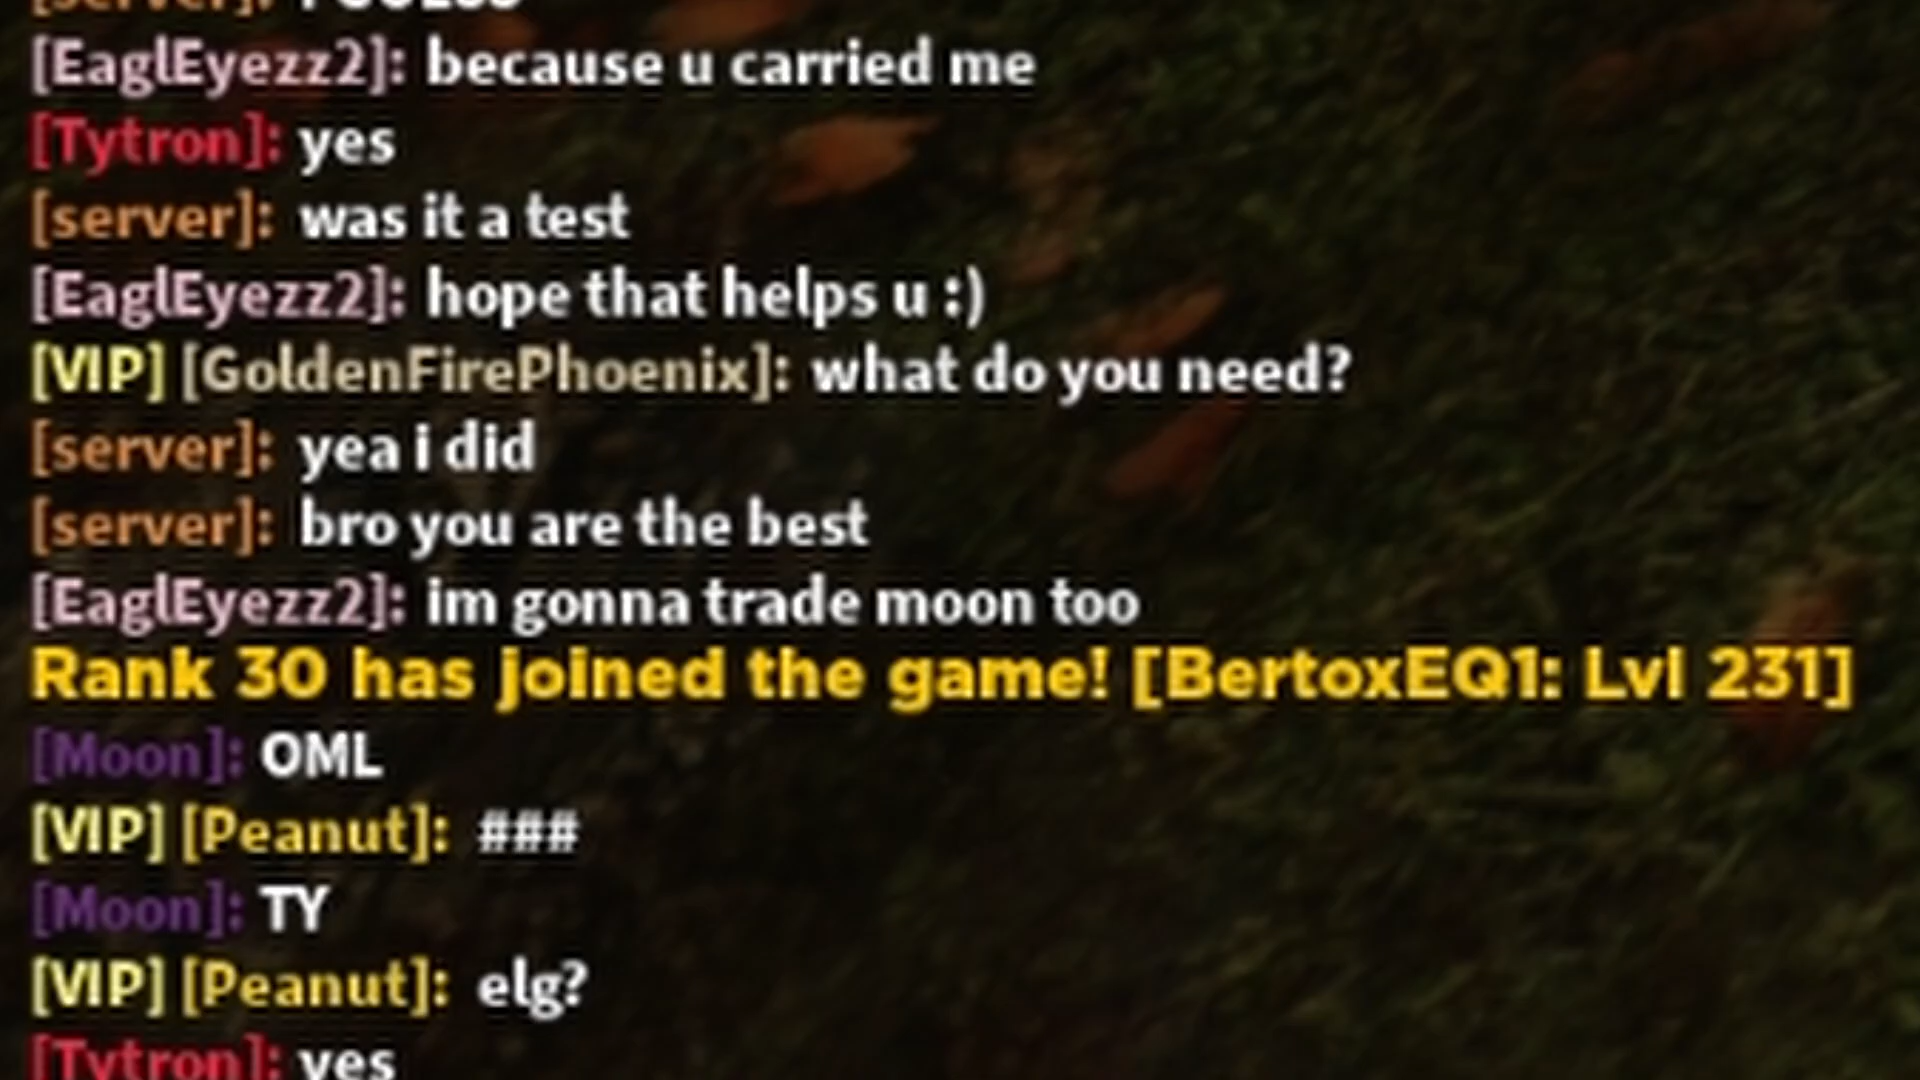 [server]: I GUESS
[EaglEyezz2]: because u carried me
[Tytron]: yes
[server]: was it a test
[EaglEyezz2]: hope that helps u :)
[VIP] [GoldenFirePhoenix]: what do you need?
[server]: yea i did
[server]: bro you are the best
[EaglEyezz2]: im gonna trade moon too
Rank 30 has joined the game! [BertoxEQ1: Lvl 231]
[Moon]: OML
[VIP] [Peanut]: ###
[Moon]: TY
[VIP] [Peanut]: elg?
[Tytron]: yes